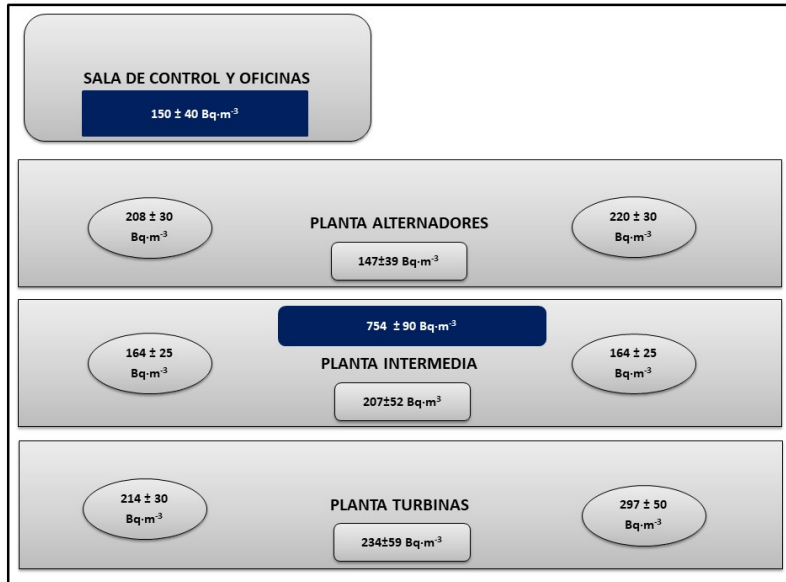 SALA DE CONTROL Y OFICINAS
150 ± 40 Bq·m⁻³
208 ± 30
Bq·m⁻³
PLANTA ALTERNADORES
147±39 Bq·m⁻³
220 ± 30
Bq·m⁻³
754 ± 90 Bq·m⁻³
164 ± 25
Bq·m⁻³
PLANTA INTERMEDIA
207±52 Bq·m³
164 ± 25
Bq·m⁻³
214 ± 30
Bq·m⁻³
PLANTA TURBINAS
234±59 Bq·m⁻³
297 ± 50
Bq·m⁻³